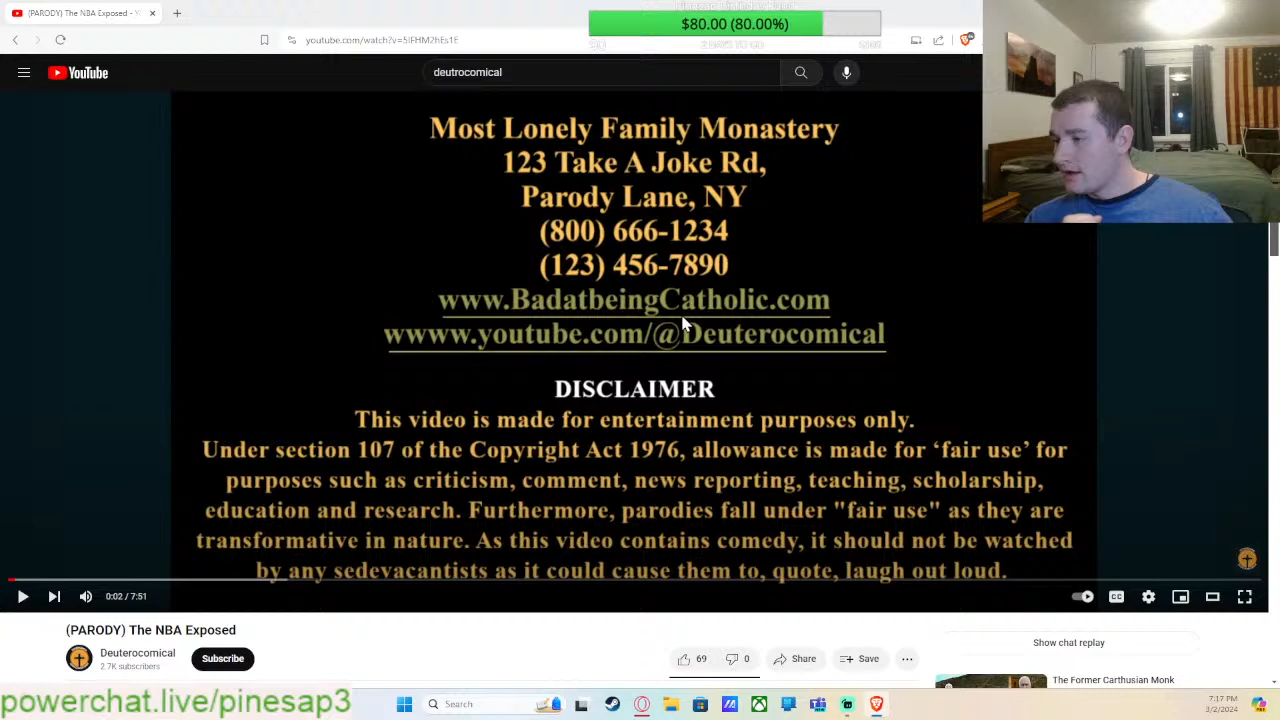 (PARODY) The NBA Exposed - Y
$80.00 (80.00%)
youtube.com/watch?v=5IFHM2hEs1E
YouTube
deutrocomical
Most Lonely Family Monastery
123 Take A Joke Rd,
Parody Lane, NY
(800) 666-1234
(123) 456-7890
www.BadatbeingCatholic.com
wwww.youtube.com/@Deuterocomical
DISCLAIMER
This video is made for entertainment purposes only.
Under section 107 of the Copyright Act 1976, allowance is made for ‘fair use’ for
purposes such as criticism, comment, news reporting, teaching, scholarship,
education and research. Furthermore, parodies fall under "fair use" as they are
transformative in nature. As this video contains comedy, it should not be watched
by any sedevacantists as it could cause them to, quote, laugh out loud.
0:02 / 7:51
CC
(PARODY) The NBA Exposed
Show chat replay
Deuterocomical
2.7K subscribers
Subscribe
69
0
Share
Save
The Former Carthusian Monk
powerchat.live/pinesap3
Search
7:17 PM
3/2/2024